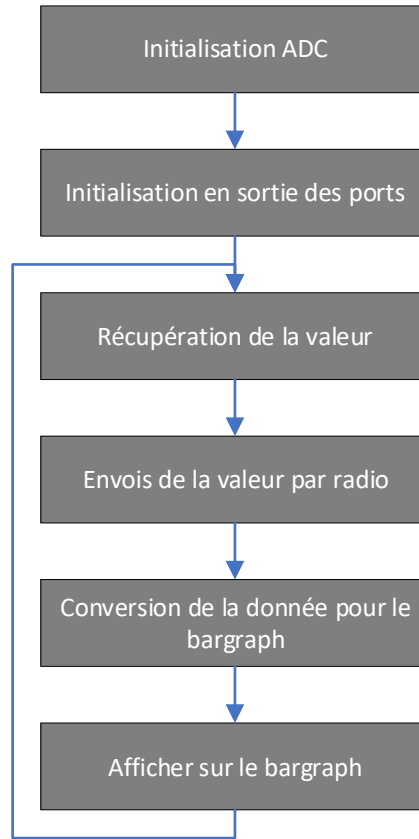 Initialisation ADC
Initialisation en sortie des ports
Récupération de la valeur
Envois de la valeur par radio
Conversion de la donnée pour le
bargraph
Afficher sur le bargraph